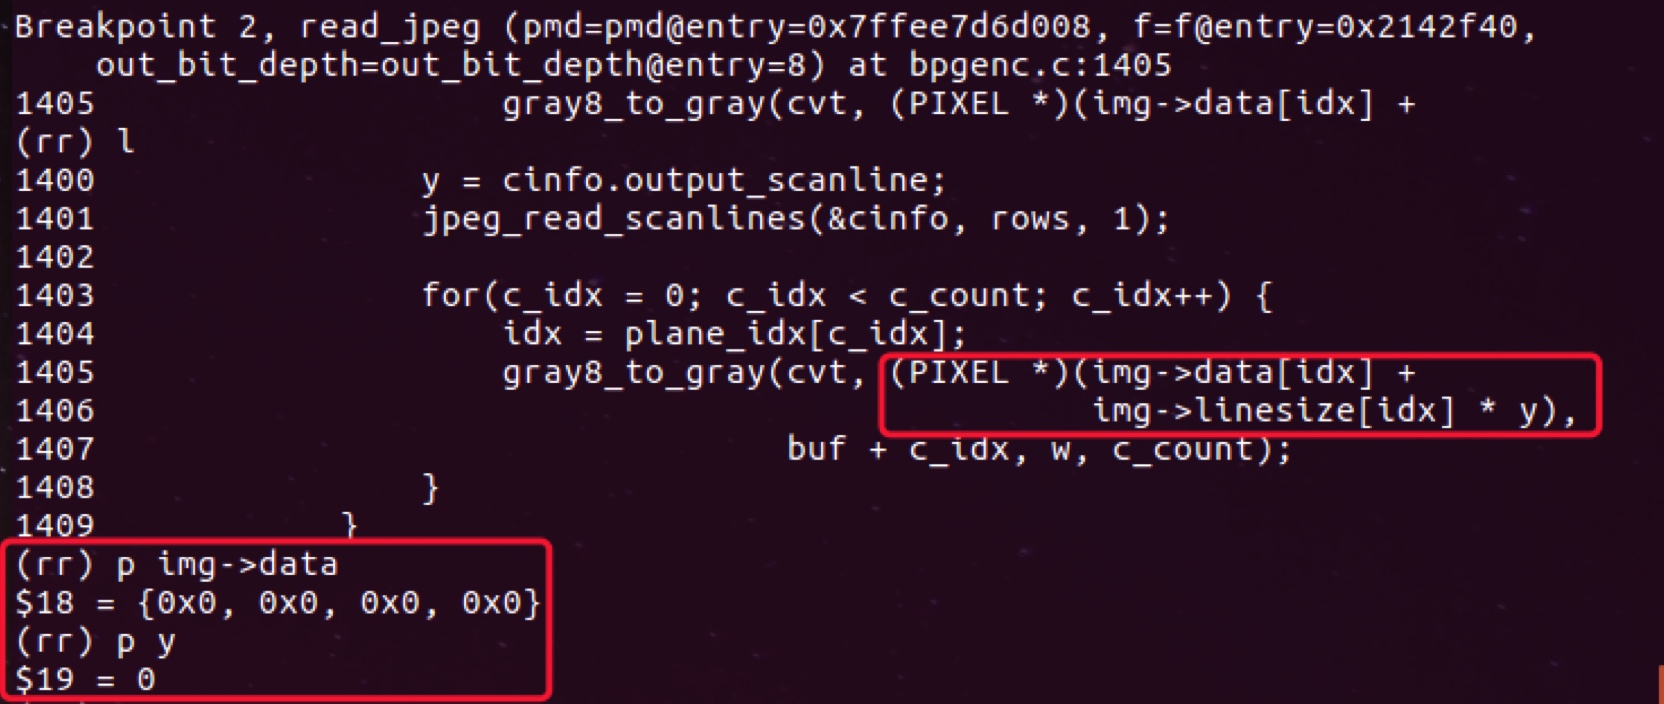 Breakpoint 2, read_jpeg (pmd=pmd@entry=0x7ffee7d6d008, f=f@entry=0x2142f40,
    out_bit_depth=out_bit_depth@entry=8) at bpgenc.c:1405
1405                    gray8_to_gray(cvt, (PIXEL *)(img->data[idx] +
(rr) l
1400                y = cinfo.output_scanline;
1401                jpeg_read_scanlines(&cinfo, rows, 1);
1402
1403                for(c_idx = 0; c_idx < c_count; c_idx++) {
1404                    idx = plane_idx[c_idx];
1405                    gray8_to_gray(cvt, (PIXEL *)(img->data[idx] +
1406                                                 img->linesize[idx] * y),
1407                                  buf + c_idx, w, c_count);
1408                }
1409            }
(rr) p img->data
$18 = {0x0, 0x0, 0x0, 0x0}
(rr) p y
$19 = 0